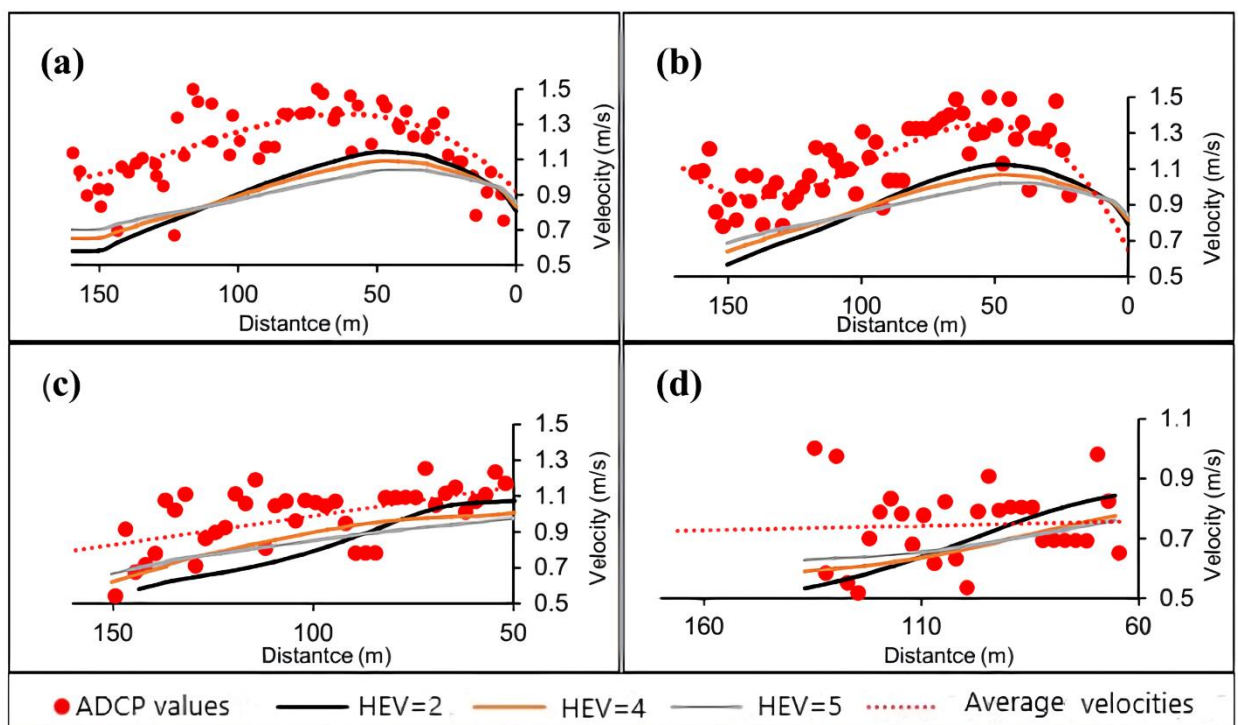 (a)
1.5
1.3
1.1
0.9
0.7
0.5
Veleocity (m/s)
150 100 50 0
Distantce (m)
(b)
1.5
1.3
1.1
0.9
0.7
0.5
Velocity (m/s)
150 100 50 0
Distantce (m)
(c)
1.5
1.3
1.1
0.9
0.7
0.5
Velocity (m/s)
150 100 50
Distantce (m)
(d)
1.1
0.9
0.7
0.5
Velocity (m/s)
160 110 60
Distantce (m)
ADCP values HEV=2 HEV=4 HEV=5 Average velocities